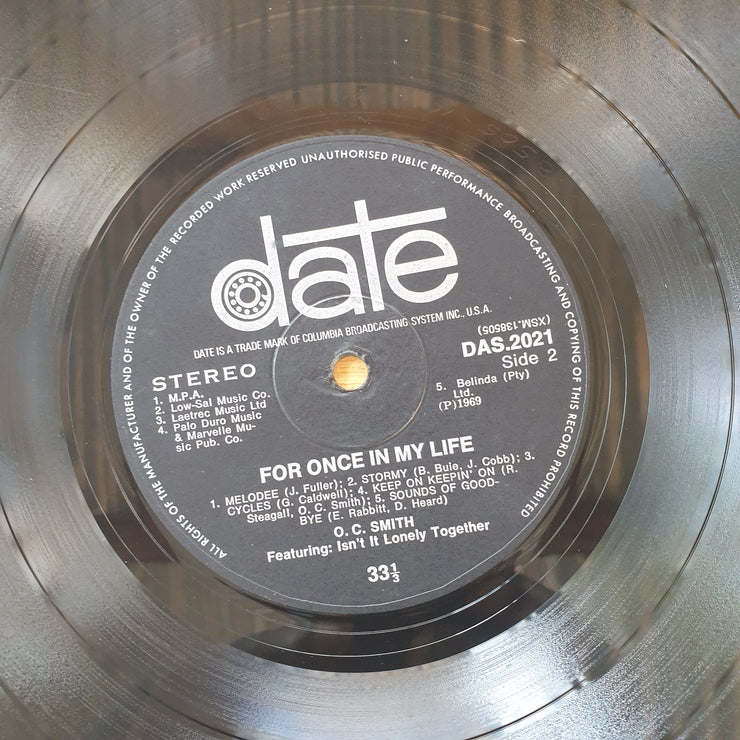 ALL RIGHTS OF THE MANUFACTURER AND OF THE OWNER OF THE RECORDED WORK RESERVED UNAUTHORISED PUBLIC PERFORMANCE BROADCASTING AND COPYING OF THIS RECORD PROHIBITED
date
DATE IS A TRADE MARK OF COLUMBIA BROADCASTING SYSTEM INC., U.S.A.
(XSM.138505)
DAS.2021
Side 2
STEREO
1. M.P.A.
2. Low-Sal Music Co.
3. Laetrec Music Ltd
4. Palo Duro Music
& Marvelle Mu-
sic Pub. Co.
5. Belinda (Pty)
Ltd.
(P)1969
FOR ONCE IN MY LIFE
1. MELODEE (J. Fuller); 2. STORMY (B. Buie, J. Cobb); 3.
CYCLES (G. Caldwell); 4. KEEP ON KEEPIN' ON (R.
Steagall, O. C. Smith); 5. SOUNDS OF GOOD-
BYE (E. Rabbitt, D. Heard)
O. C. SMITH
Featuring: Isn't It Lonely Together
33⅓